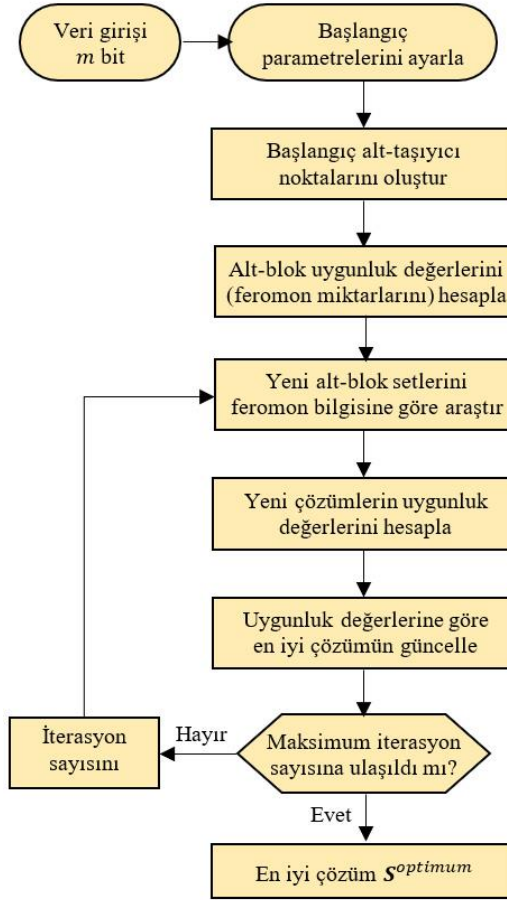 Veri girişi
m bit
Başlangıç
parametrelerini ayarla
Başlangıç alt-taşıyıcı
noktalarını oluştur
Alt-blok uygunluk değerlerini
(feromon miktarlarını) hesapla
Yeni alt-blok setlerini
feromon bilgisine göre araştır
Yeni çözümlerin uygunluk
değerlerini hesapla
Uygunluk değerlerine göre
en iyi çözümün güncelle
Maksimum iterasyon
sayısına ulaşıldı mı?
Hayır
İterasyon
sayısını
Evet
En iyi çözüm S^optimum